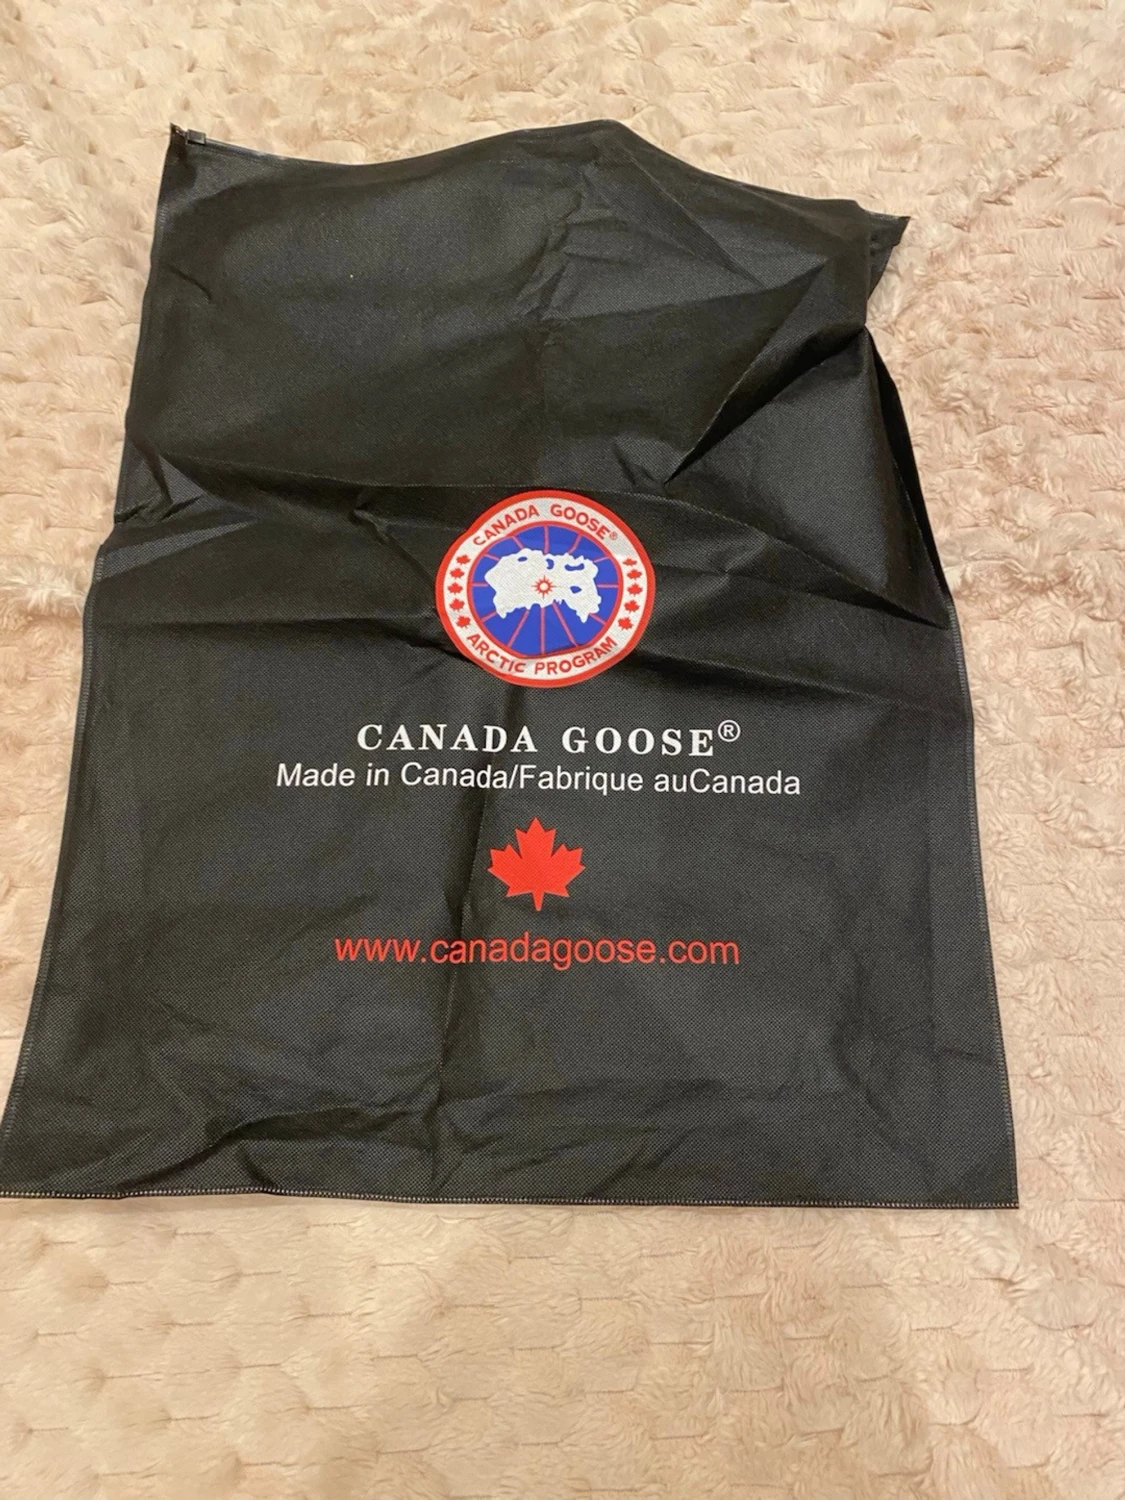 CANADA GOOSE®
ARCTIC PROGRAM
CANADA GOOSE®
Made in Canada/Fabrique auCanada
www.canadagoose.com